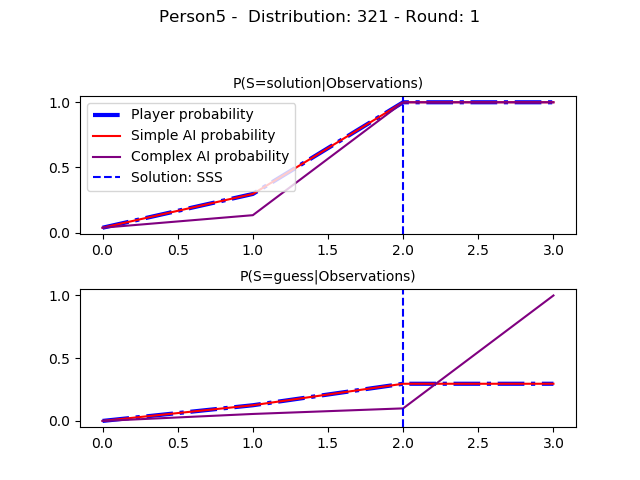 Person5 -  Distribution: 321 - Round: 1
P(S=solution|Observations)
1.0
0.5
0.0
Player probability
Simple AI probability
Complex AI probability
Solution: SSS
0.0 0.5 1.0 1.5 2.0 2.5 3.0
P(S=guess|Observations)
1.0
0.5
0.0
0.0 0.5 1.0 1.5 2.0 2.5 3.0